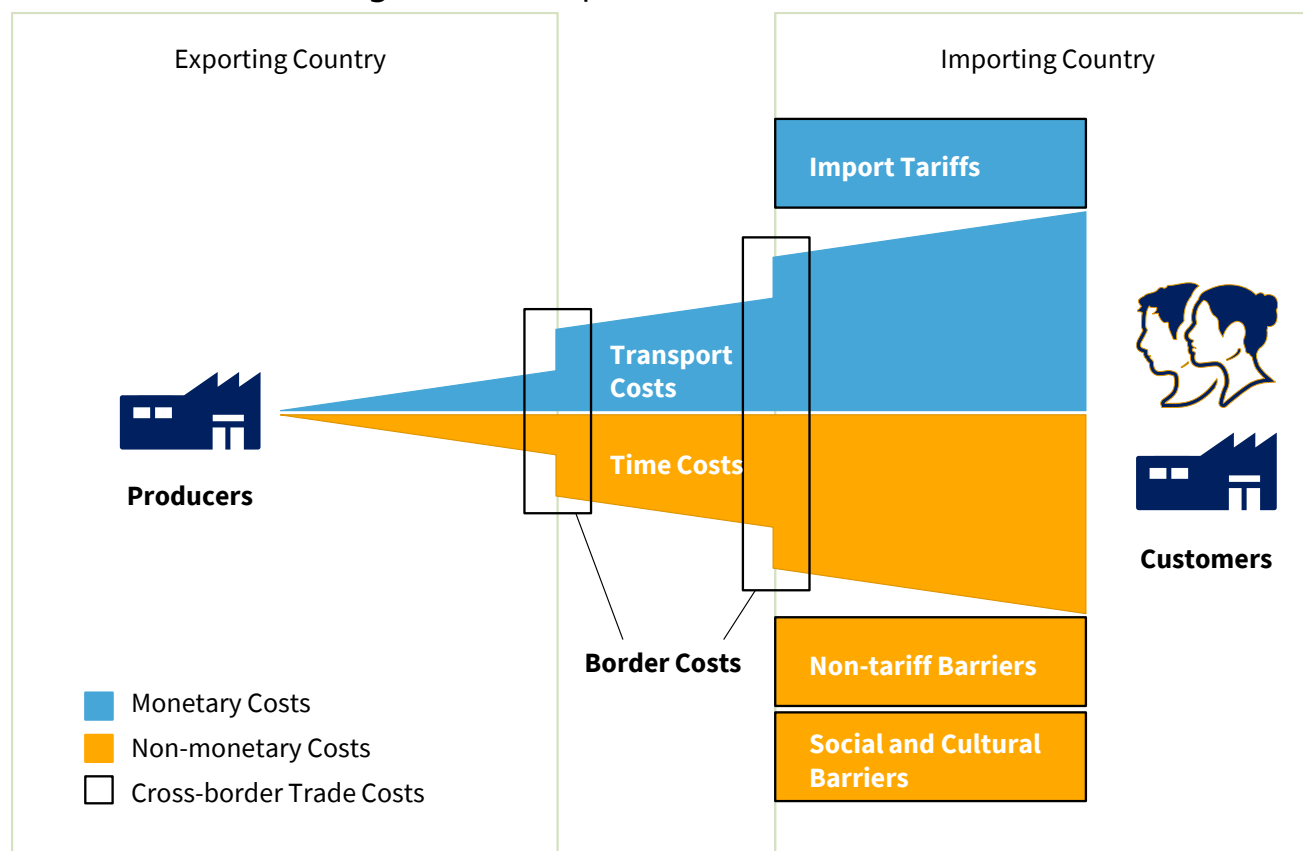 Exporting Country
Importing Country
Import Tariffs
Transport
Costs
Time Costs
Producers
Customers
Border Costs
Non-tariff Barriers
Social and Cultural
Barriers
Monetary Costs
Non-monetary Costs
Cross-border Trade Costs